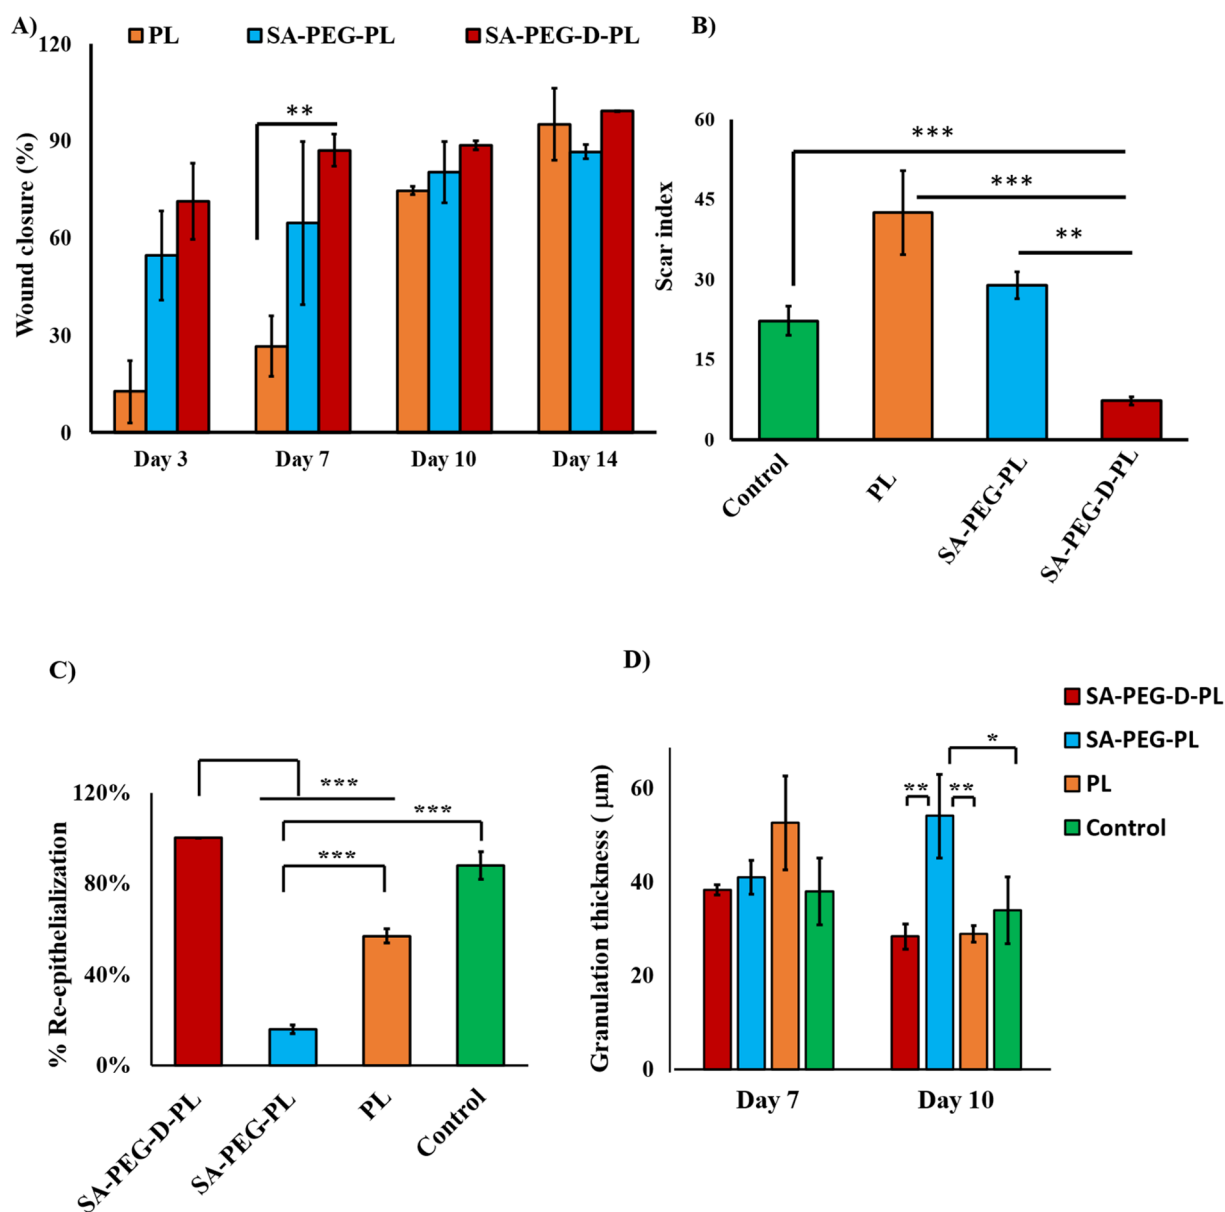 A)
PL SA-PEG-PL SA-PEG-D-PL
Wound closure (%)
120
90
60
30
0
**
Day 3 Day 7 Day 10 Day 14
B)
Scar index
60
45
30
15
0
***
***
**
Control PL SA-PEG-PL SA-PEG-D-PL
C)
% Re-epithelialization
120%
80%
40%
0%
***
***
***
SA-PEG-D-PL SA-PEG-PL PL Control
D)
Granulation thickness ( μm)
60
40
20
0
*
** **
Day 7 Day 10
SA-PEG-D-PL
SA-PEG-PL
PL
Control